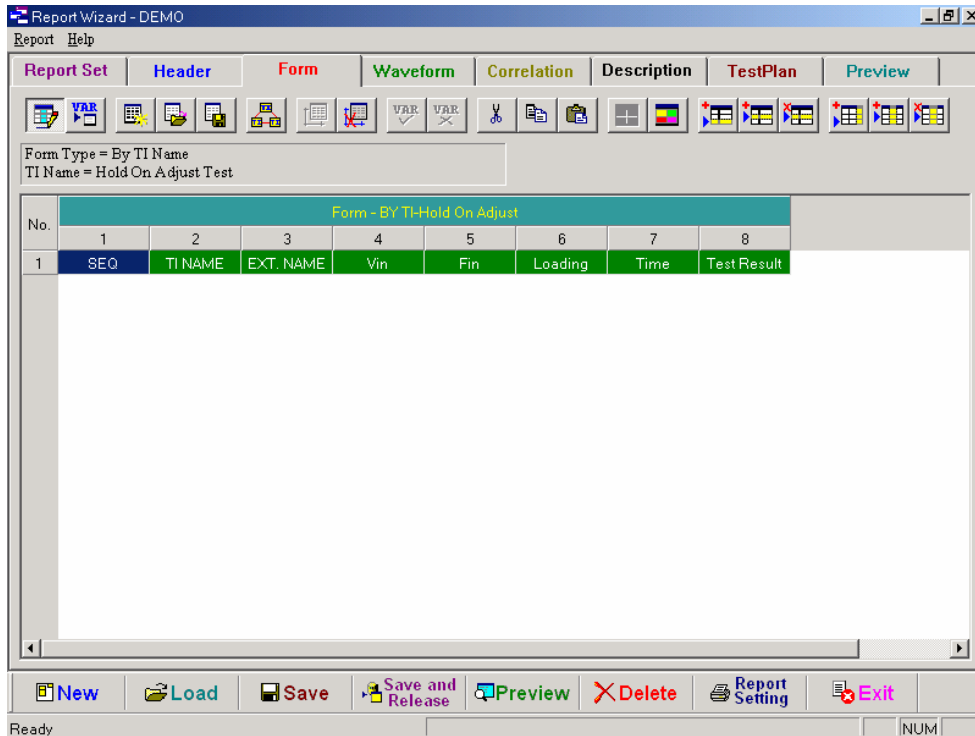 Report Wizard - DEMO
Report Help
Report Set Header Form Waveform Correlation Description TestPlan Preview
VAR VAR VAR
Form Type = By TI Name
TI Name = Hold On Adjust Test
No. Form - BY TI-Hold On Adjust
1 2 3 4 5 6 7 8
1 SEQ TI NAME EXT. NAME Vin Fin Loading Time Test Result
New Load Save Save and Release Preview Delete Report Setting Exit
Ready NUM